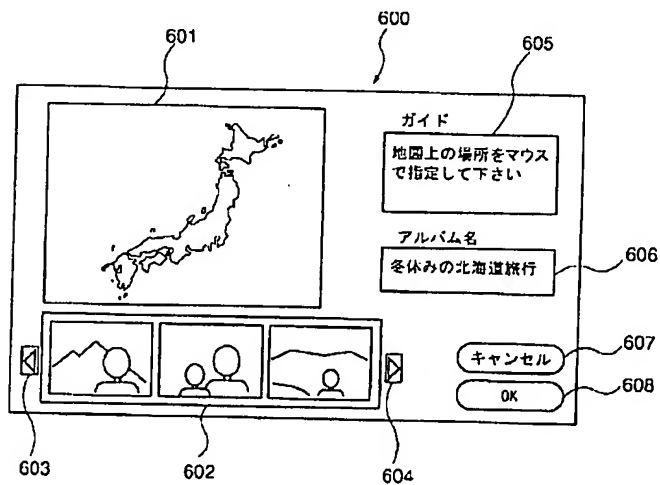 600
601
605
ガイド
地図上の場所をマウス
で指定して下さい
アルバム名
冬休みの北海道旅行
606
キャンセル
607
OK
608
603
602
604